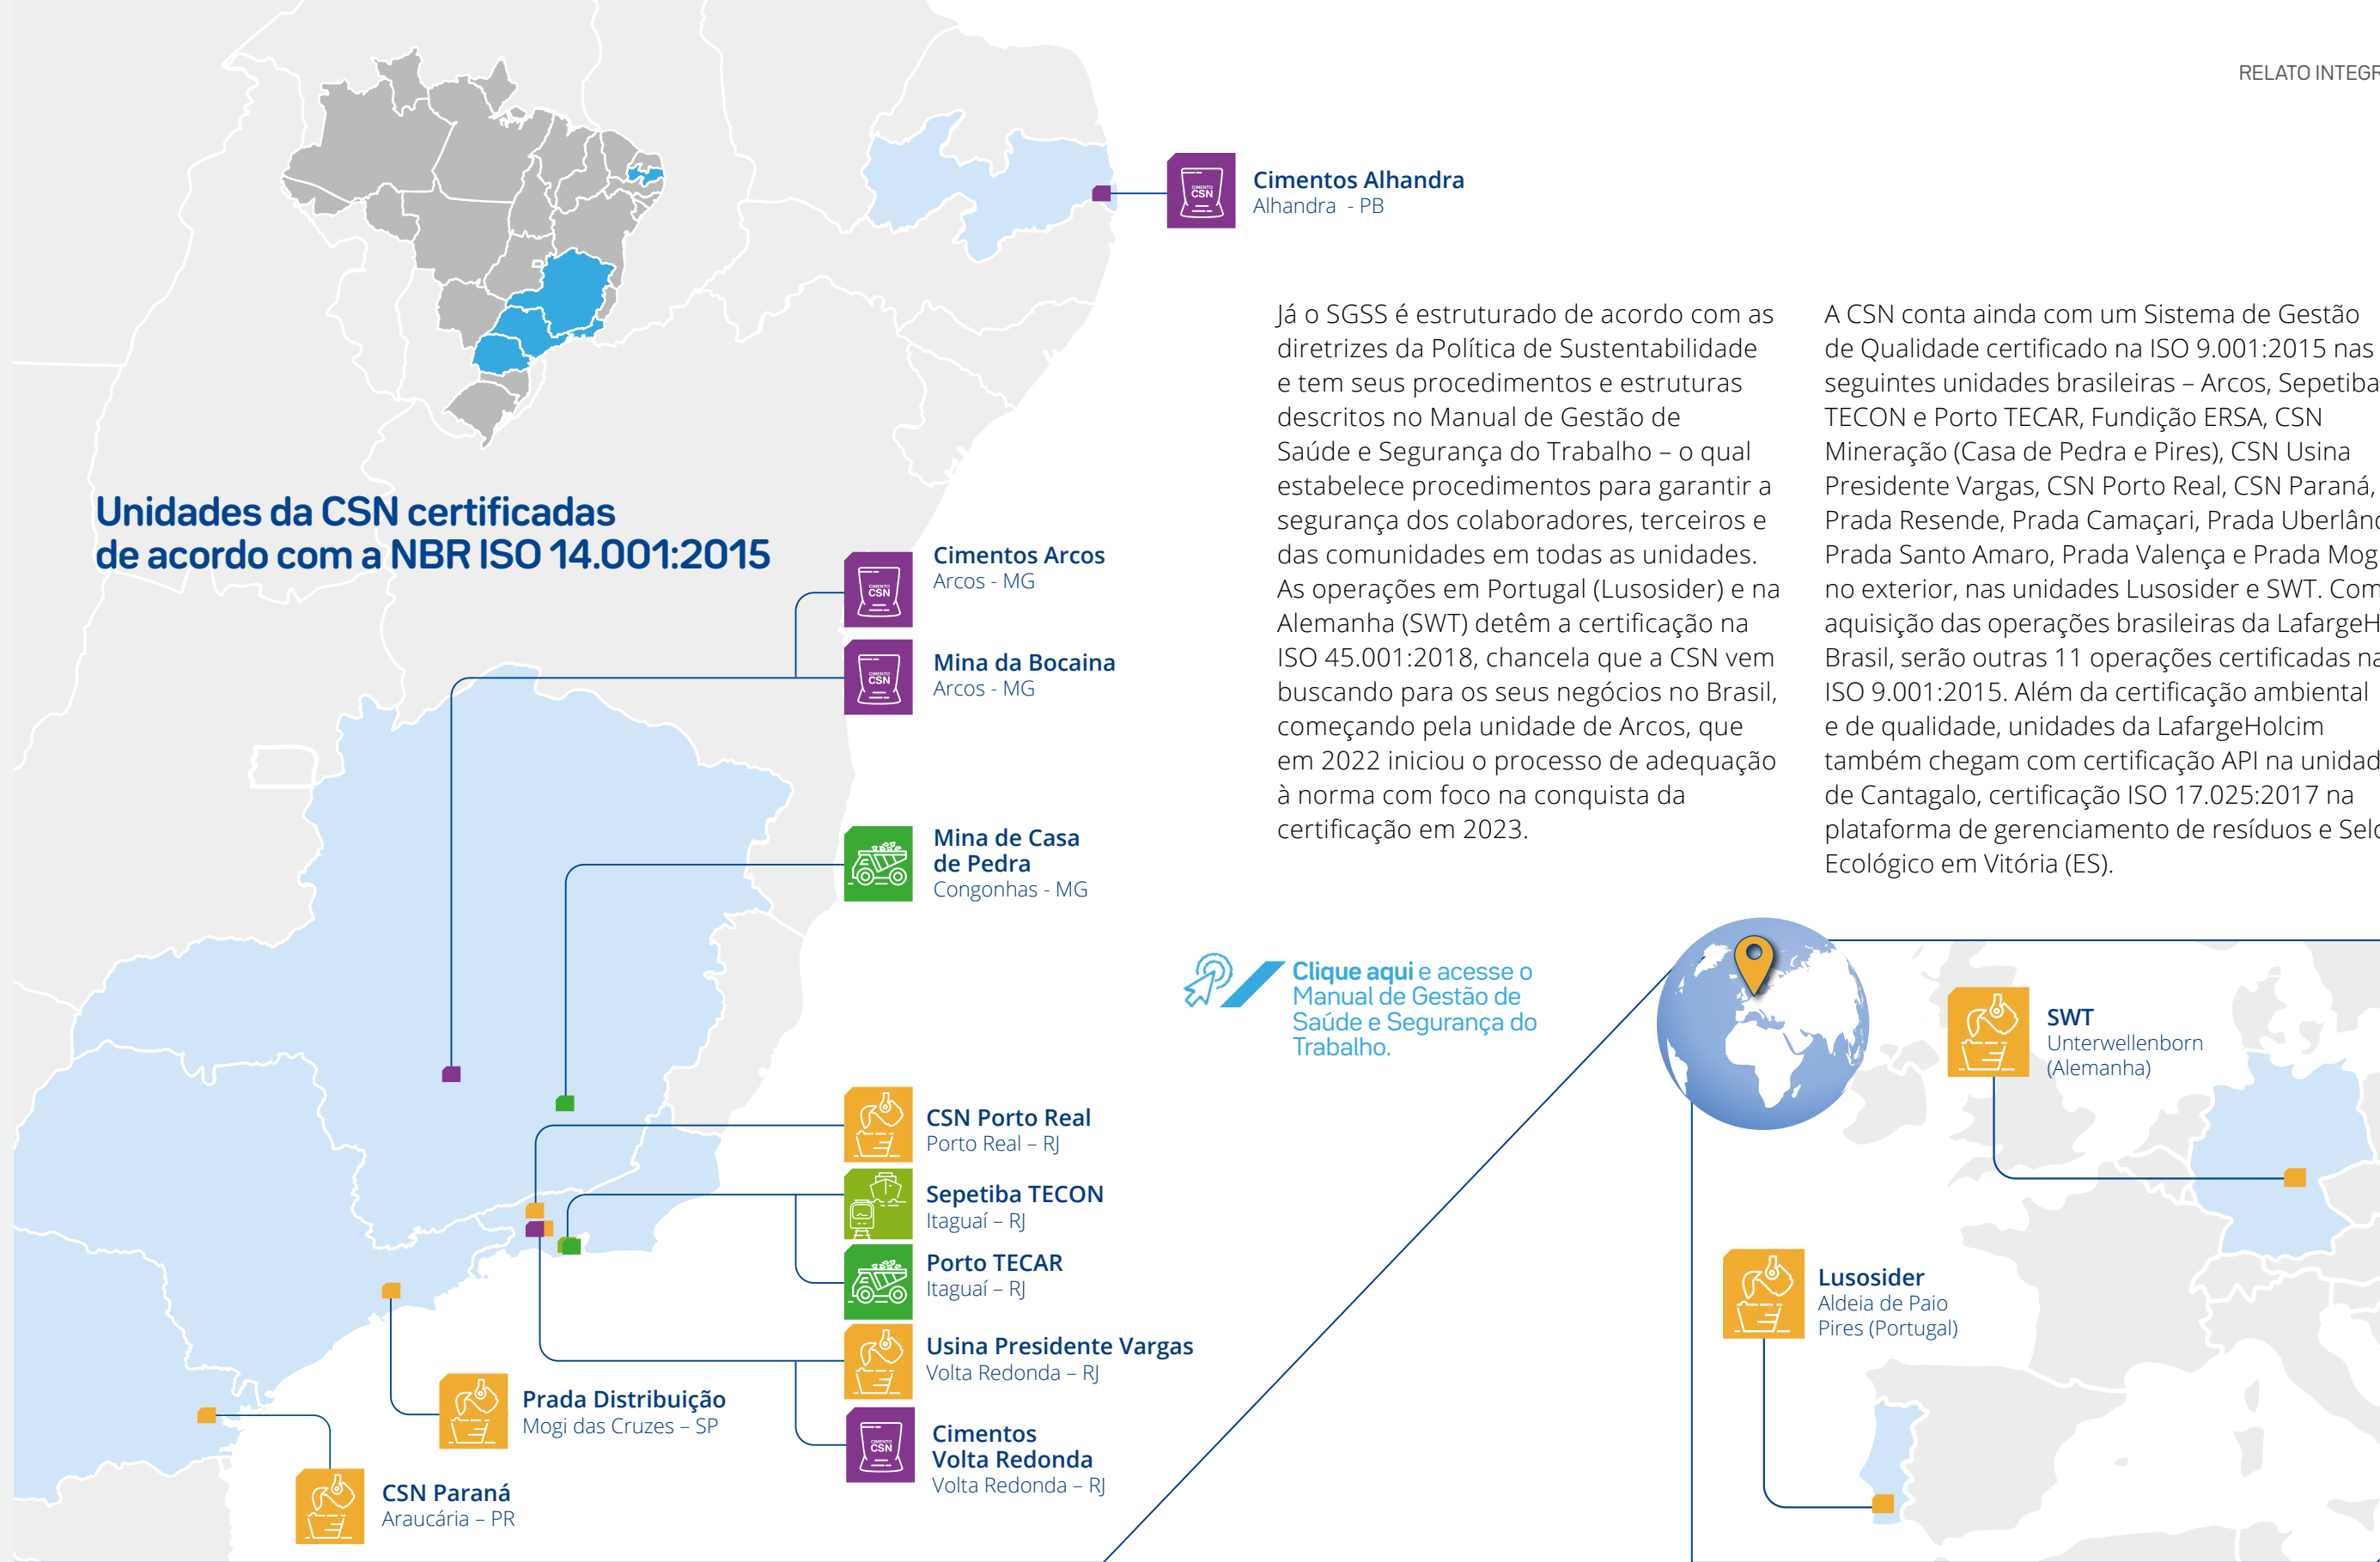 RELATO INTEGR
Cimentos Alhandra
Alhandra - PB
Unidades da CSN certificadas
de acordo com a NBR ISO 14.001:2015
CIMENTO
CSN
Cimentos Arcos
Arcos - MG
CIMENTO
CSN
Mina da Bocaina
Arcos - MG
CIMENTO
CSN
Mina de Casa
de Pedra
Congonhas - MG
CSN Porto Real
Porto Real – RJ
Sepetiba TECON
Itaguaí – RJ
Porto TECAR
Itaguaí – RJ
Usina Presidente Vargas
Volta Redonda – RJ
Cimentos
Volta Redonda
Volta Redonda – RJ
CIMENTO
CSN
Prada Distribuição
Mogi das Cruzes – SP
CSN Paraná
Araucária – PR
Já o SGSS é estruturado de acordo com as
diretrizes da Política de Sustentabilidade
e tem seus procedimentos e estruturas
descritos no Manual de Gestão de
Saúde e Segurança do Trabalho – o qual
estabelece procedimentos para garantir a
segurança dos colaboradores, terceiros e
das comunidades em todas as unidades.
As operações em Portugal (Lusosider) e na
Alemanha (SWT) detêm a certificação na
ISO 45.001:2018, chancela que a CSN vem
buscando para os seus negócios no Brasil,
começando pela unidade de Arcos, que
em 2022 iniciou o processo de adequação
à norma com foco na conquista da
certificação em 2023.
Clique aqui e acesse o
Manual de Gestão de
Saúde e Segurança do
Trabalho.
A CSN conta ainda com um Sistema de Gestão
de Qualidade certificado na ISO 9.001:2015 nas
seguintes unidades brasileiras – Arcos, Sepetiba
TECON e Porto TECAR, Fundição ERSA, CSN
Mineração (Casa de Pedra e Pires), CSN Usina
Presidente Vargas, CSN Porto Real, CSN Paraná,
Prada Resende, Prada Camaçari, Prada Uberlân
Prada Santo Amaro, Prada Valença e Prada Mog
no exterior, nas unidades Lusosider e SWT. Com
aquisição das operações brasileiras da LafargeH
Brasil, serão outras 11 operações certificadas na
ISO 9.001:2015. Além da certificação ambiental
e de qualidade, unidades da LafargeHolcim
também chegam com certificação API na unidad
de Cantagalo, certificação ISO 17.025:2017 na
plataforma de gerenciamento de resíduos e Selo
Ecológico em Vitória (ES).
SWT
Unterwellenborn
(Alemanha)
Lusosider
Aldeia de Paio
Pires (Portugal)